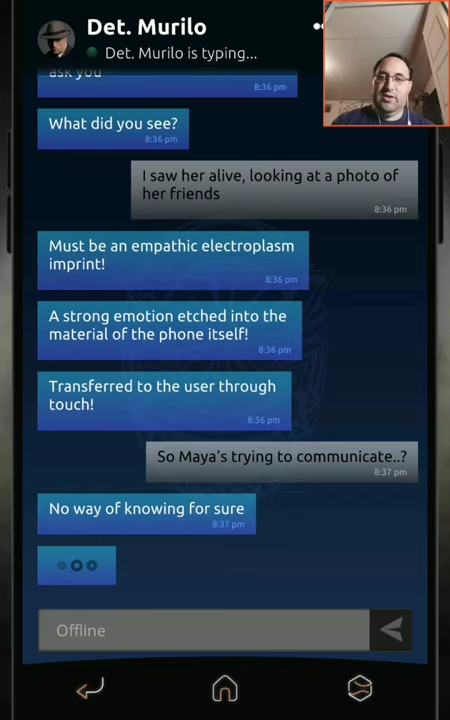 Det. Murilo
Det. Murilo is typing...
ask you
8:36 pm
What did you see?
8:36 pm
I saw her alive, looking at a photo of
her friends
8:36 pm
Must be an empathic electroplasm
imprint!
8:36 pm
A strong emotion etched into the
material of the phone itself!
8:36 pm
Transferred to the user through
touch!
8:36 pm
So Maya's trying to communicate..?
8:37 pm
No way of knowing for sure
8:37 pm
Offline